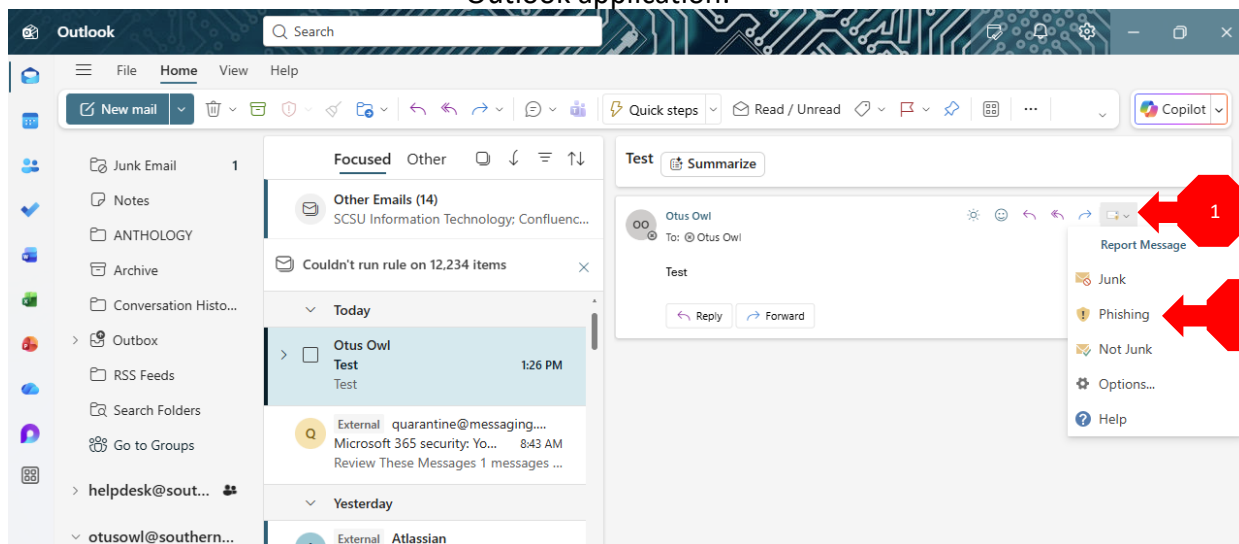 Outlook application.
Outlook
Search
File Home View Help
New mail
Quick steps
Read / Unread
Copilot
Junk Email 1
Notes
ANTHOLOGY
Archive
Conversation Histo...
Outbox
RSS Feeds
Search Folders
Go to Groups
helpdesk@sout...
otusowl@southern...
Focused Other
Other Emails (14)
SCSU Information Technology; Confluenc...
Couldn't run rule on 12,234 items
Today
Otus Owl
Test 1:26 PM
Test
Q
External quarantine@messaging....
Microsoft 365 security: Yo... 8:43 AM
Review These Messages 1 messages ...
Yesterday
External Atlassian
Test
Summarize
OO
Otus Owl
To: Otus Owl
Test
Reply
Forward
1
Report Message
Junk
Phishing
Not Junk
Options...
Help